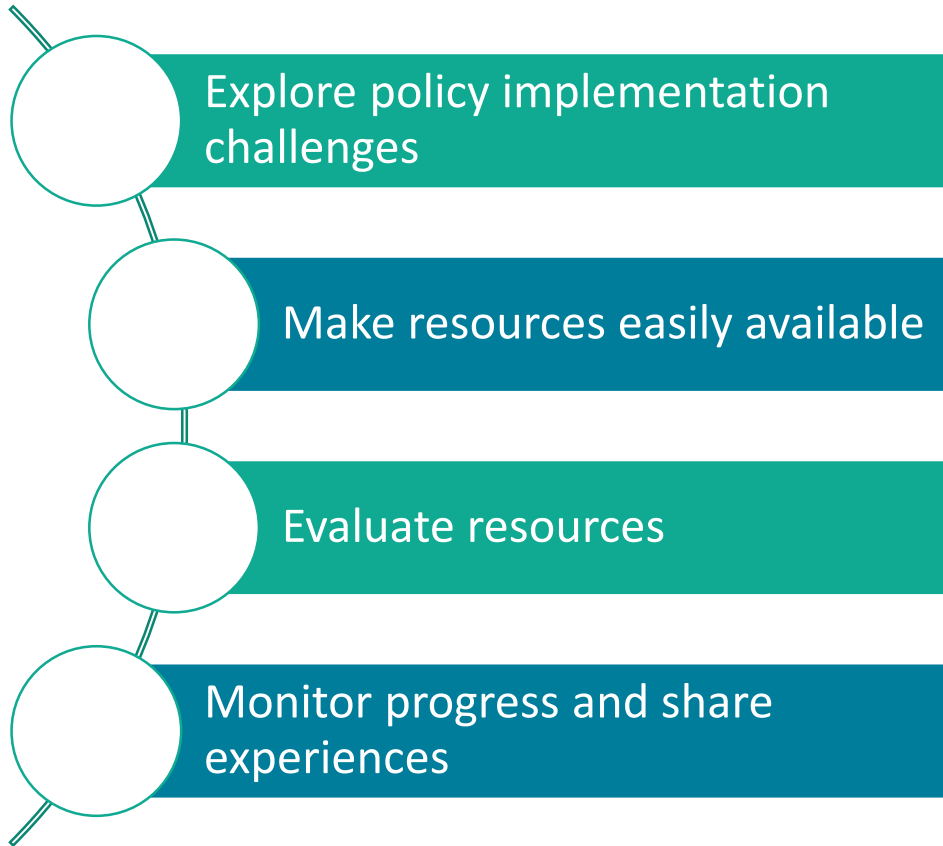 Explore policy implementation
challenges
Make resources easily available
Evaluate resources
Monitor progress and share
experiences